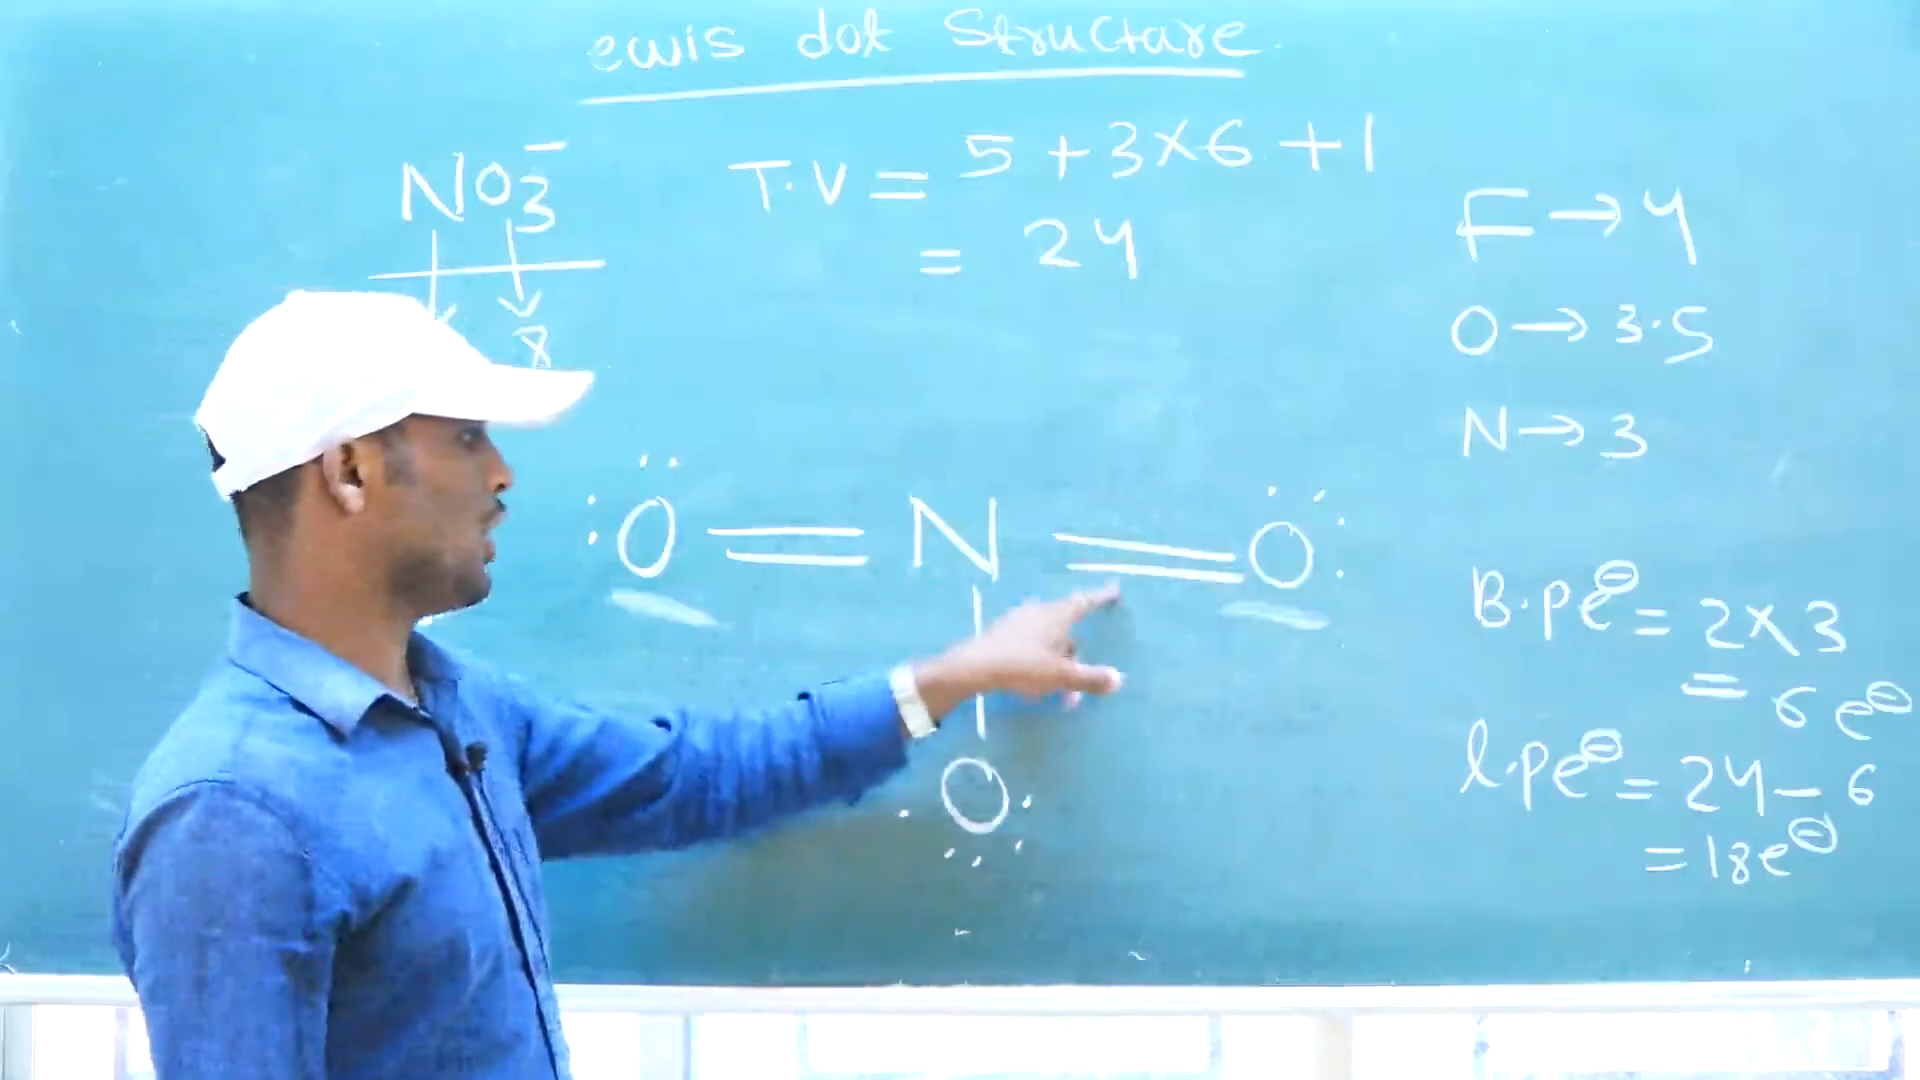 ewis dot Structure
NO3⁻
8
T.V = 5 + 3×6 + 1
= 24
F → 4
O → 3.5
N → 3
:Ö = N = Ö:
O
B.pe⊖ = 2×3
= 6e⊖
l.pe⊖ = 24 - 6
= 18e⊖